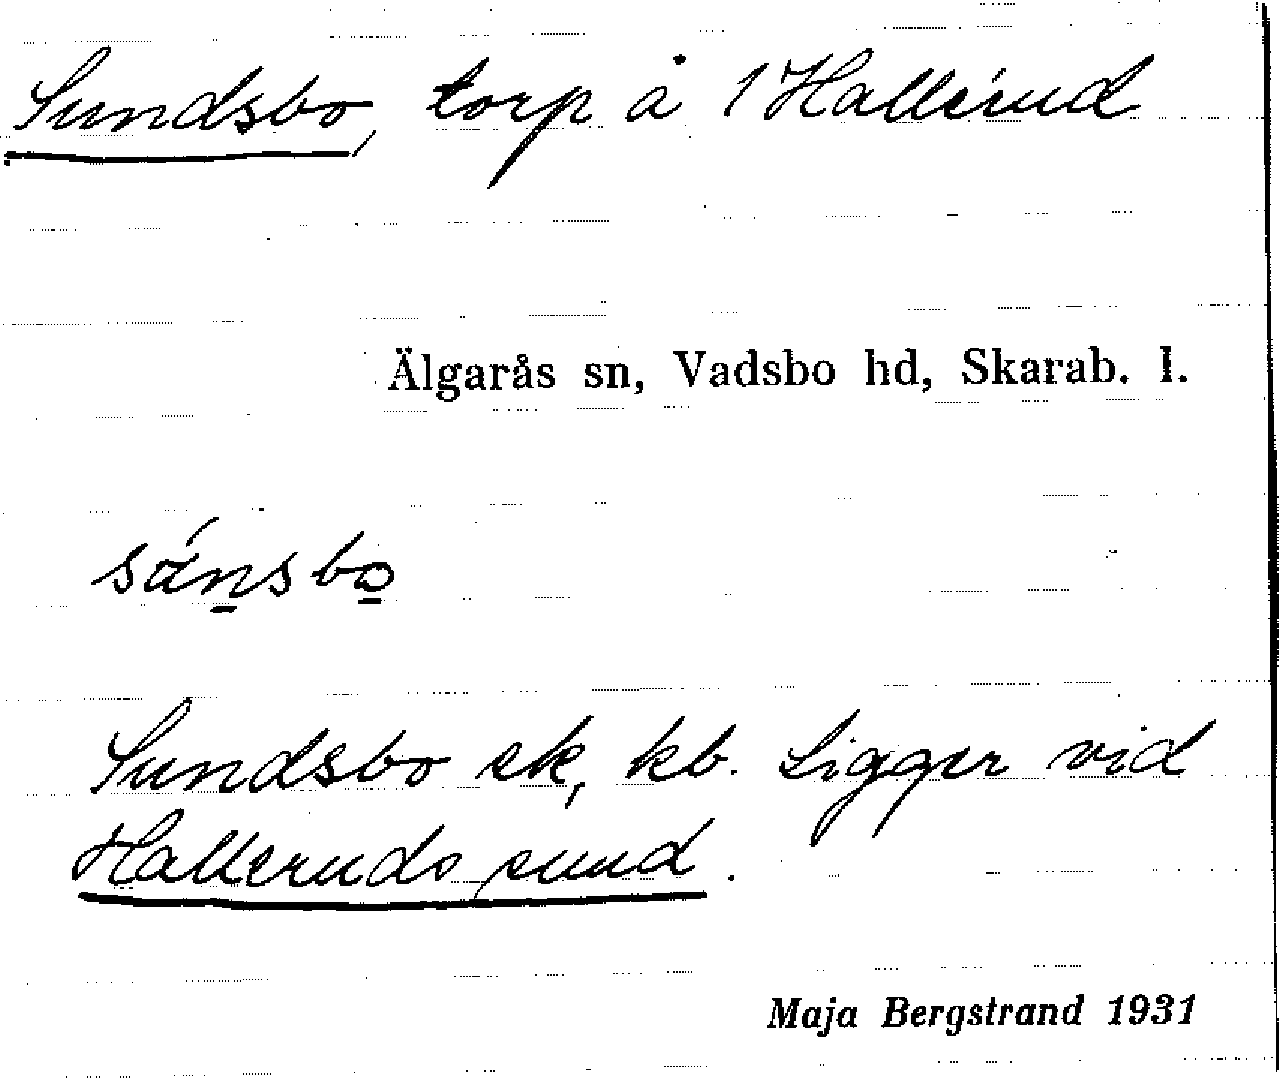 Sundsbo, torp å 1 Hallerud
Älgarås sn, Vadsbo hd, Skarab. l.
sánsbo
Sundsbo ek, kb. Ligger vid
Halleruds sund.
Maja Bergstrand 1931